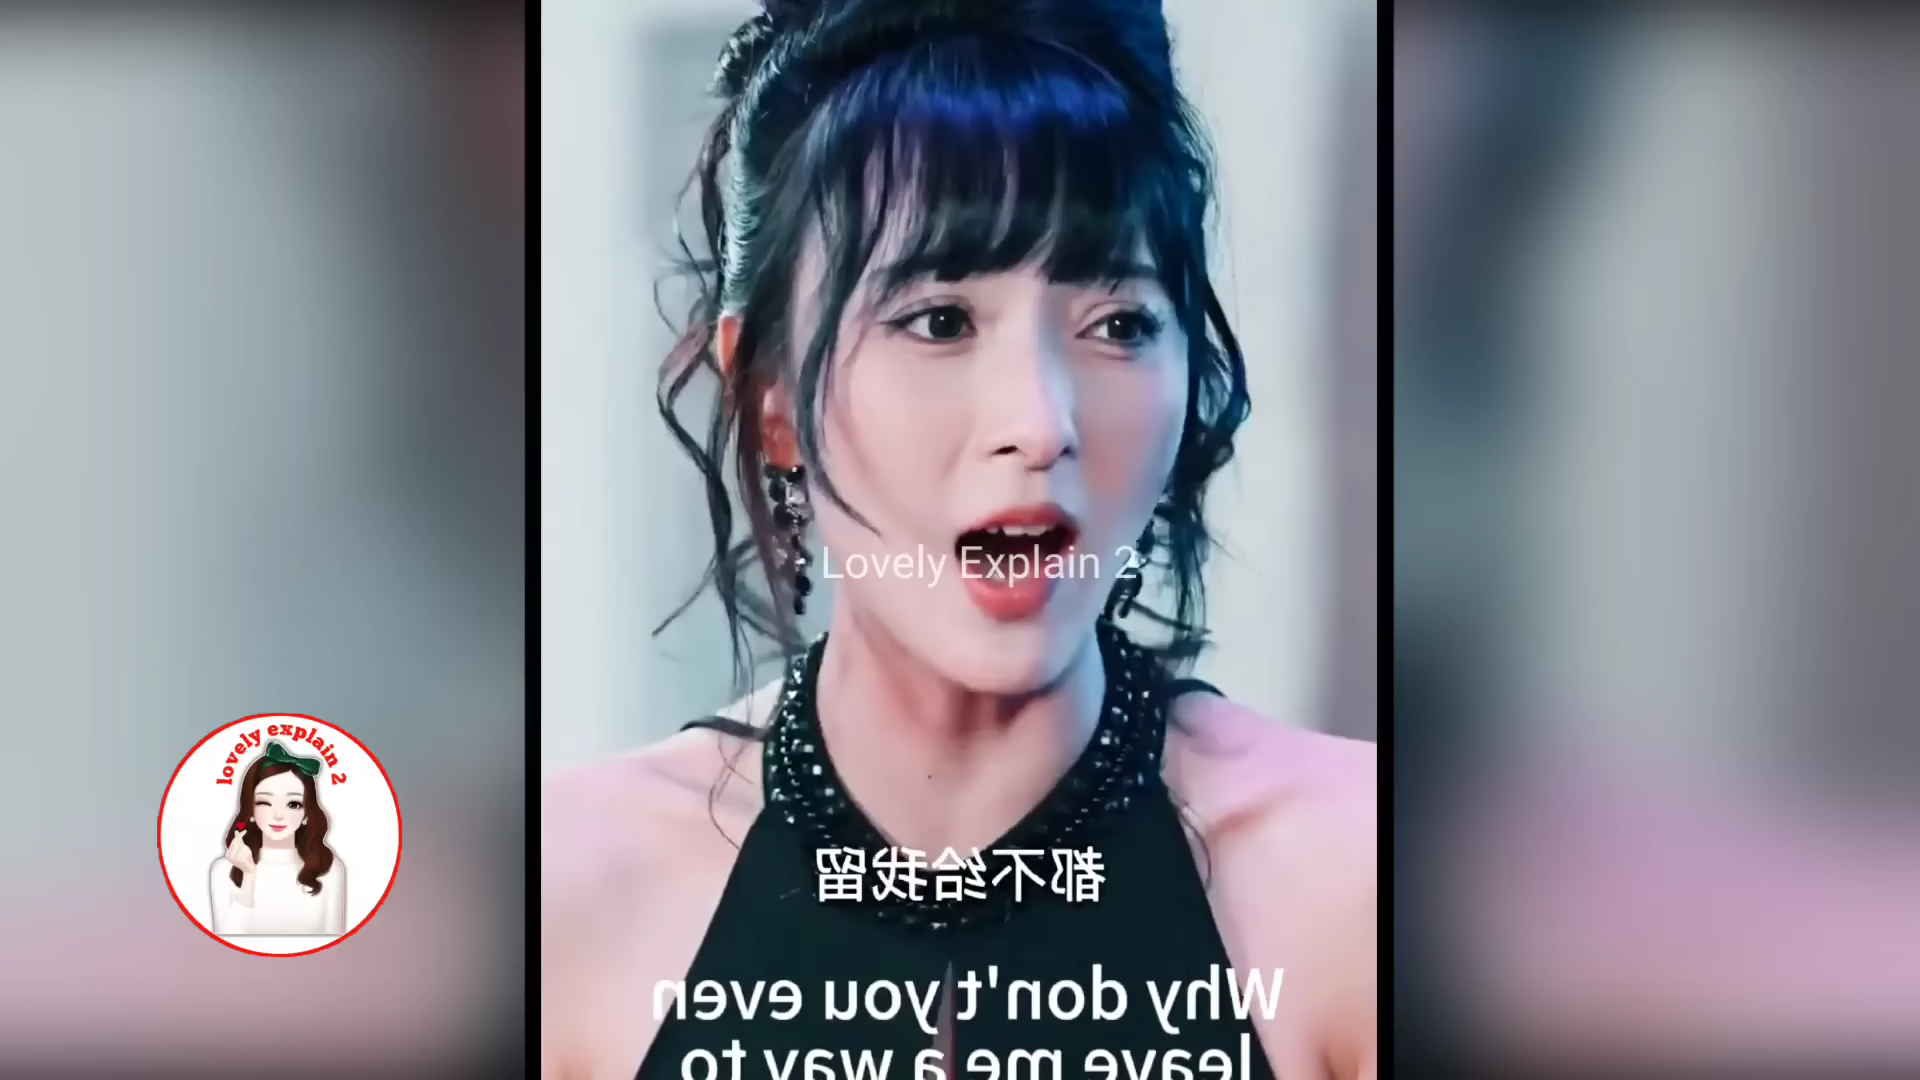 Lovely Explain 2
lovely explain 2
都不给我留
Why don't you even
leave me a way to